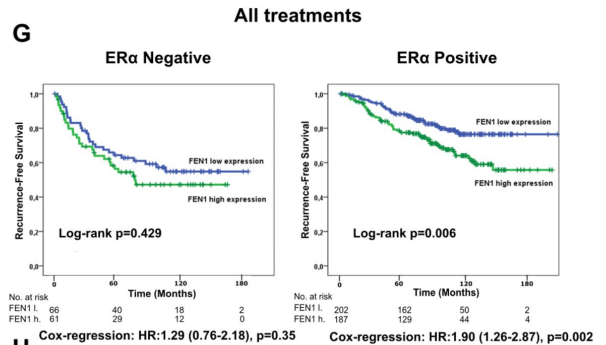 All treatments
G
ERα Negative
ERα Positive
Recurrence-Free Survival
1,0
0,8
0,6
0,4
0,2
0,0
FEN1 low expression
FEN1 high expression
Log-rank p=0.429
0 60 120 180
Time (Months)
No. at risk
FEN1 l. 66 40 18 2
FEN1 h. 61 29 12 0
Cox-regression: HR:1.29 (0.76-2.18), p=0.35
Recurrence-Free Survival
1,0
0,8
0,6
0,4
0,2
0,0
FEN1 low expression
FEN1 high expression
Log-rank p=0.006
0 60 120 180
Time (Months)
No. at risk
FEN1 l. 202 162 50 2
FEN1 h. 187 129 44 4
Cox-regression: HR:1.90 (1.26-2.87), p=0.002